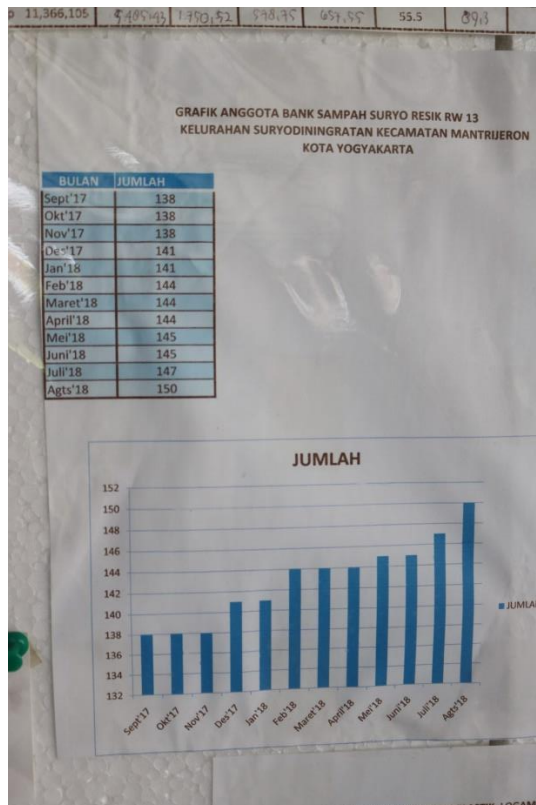 11,366,105 55.5
GRAFIK ANGGOTA BANK SAMPAH SURYO RESIK RW 13
KELURAHAN SURYODININGRATAN KECAMATAN MANTRIJERON
KOTA YOGYAKARTA
BULAN JUMLAH
Sept'17 138
Okt'17 138
Nov'17 138
Des'17 141
Jan'18 141
Feb'18 144
Maret'18 144
April'18 144
Mei'18 145
Juni'18 145
Juli'18 147
Agts'18 150
JUMLAH
152
150
148
146
144
142
140
138
136
134
132
Sept'17 Okt'17 Nov'17 Des'17 Jan'18 Feb'18 Maret'18 April'18 Mei'18 Juni'18 Juli'18 Agts'18
JUMLA